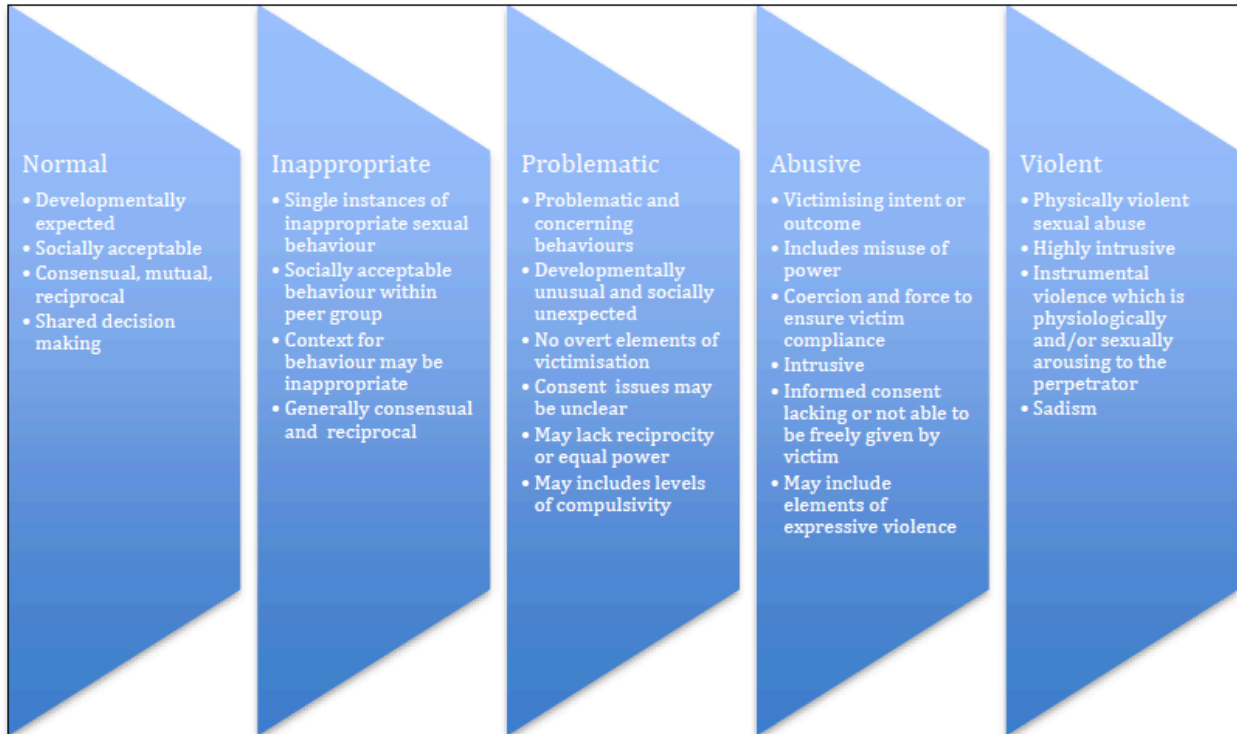 Normal
• Developmentally
expected
• Socially acceptable
• Consensual, mutual,
reciprocal
• Shared decision
making
Inappropriate
• Single instances of
inappropriate sexual
behaviour
• Socially acceptable
behaviour within
peer group
• Context for
behaviour may be
inappropriate
• Generally consensual
and reciprocal
Problematic
• Problematic and
concerning
behaviours
• Developmentally
unusual and socially
unexpected
• No overt elements of
victimisation
• Consent issues may
be unclear
• May lack reciprocity
or equal power
• May includes levels
of compulsivity
Abusive
• Victimising intent or
outcome
• Includes misuse of
power
• Coercion and force to
ensure victim
compliance
• Intrusive
• Informed consent
lacking or not able to
be freely given by
victim
• May include
elements of
expressive violence
Violent
• Physically violent
sexual abuse
• Highly intrusive
• Instrumental
violence which is
physiologically
and/or sexually
arousing to the
perpetrator
• Sadism